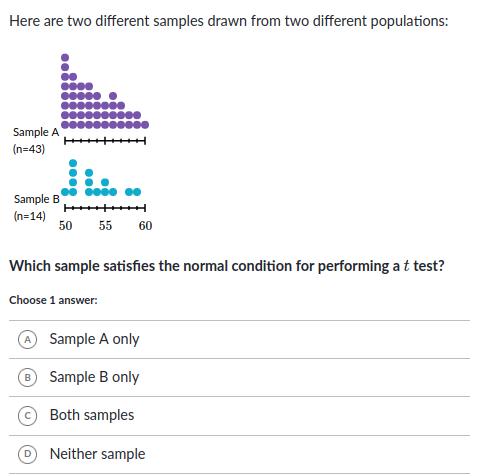 Here are two different samples drawn from two different populations:
Sample A
(n=43)
Sample B
(n=14)
50 55 60
Which sample satisfies the normal condition for performing a t test?
Choose 1 answer:
A Sample A only
B Sample B only
C Both samples
D Neither sample